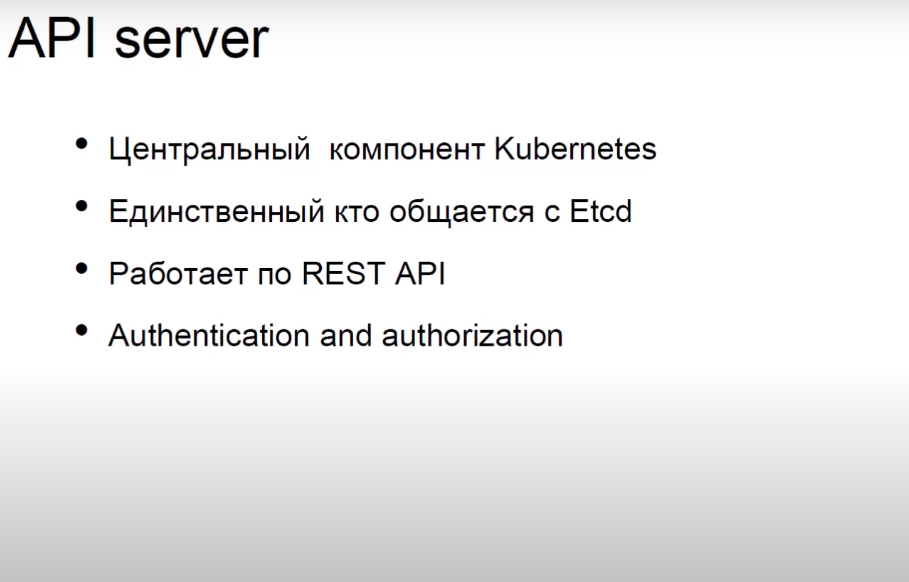 API server
• Центральный  компонент Kubernetes
• Единственный кто общается с Etcd
• Работает по REST API
• Authentication and authorization